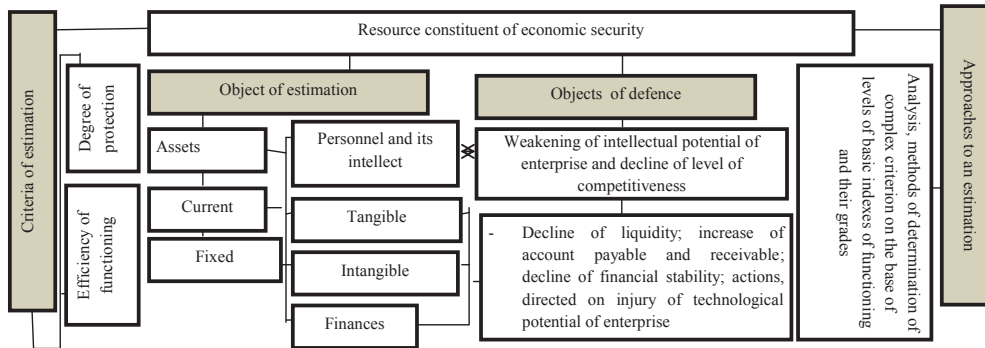 Resource constituent of economic security
Criteria of estimation
Degree of
protection
Efficiency of
functioning
Object of estimation
Assets
Current
Fixed
Personnel and its
intellect
Tangible
Intangible
Finances
Objects of defence
Weakening of intellectual potential of
enterprise and decline of level of
competitiveness
- Decline of liquidity; increase of
account payable and receivable;
decline of financial stability; actions,
directed on injury of technological
potential of enterprise
Analysis, methods of determination of
complex criterion on the base of
levels of basic indexes of functioning
and their grades
Approaches to an estimation